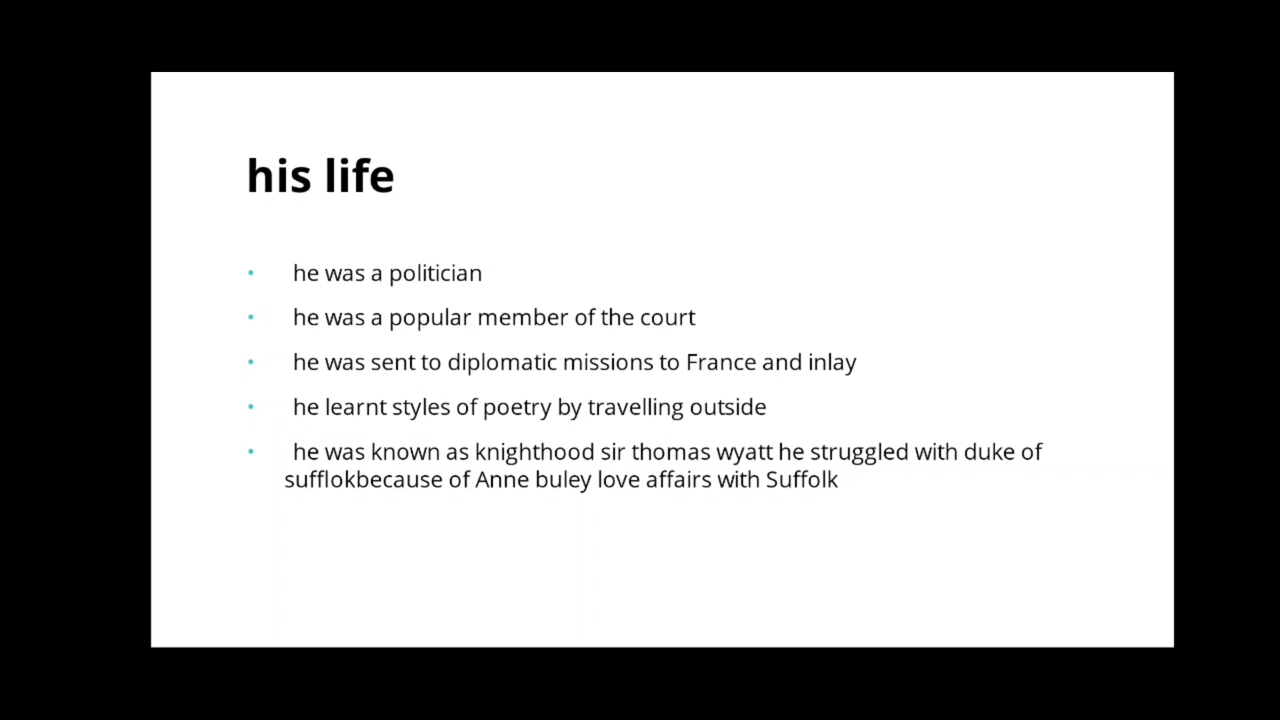 his life
• he was a politician
• he was a popular member of the court
• he was sent to diplomatic missions to France and inlay
• he learnt styles of poetry by travelling outside
• he was known as knighthood sir thomas wyatt he struggled with duke of
sufflokbecause of Anne buley love affairs with Suffolk